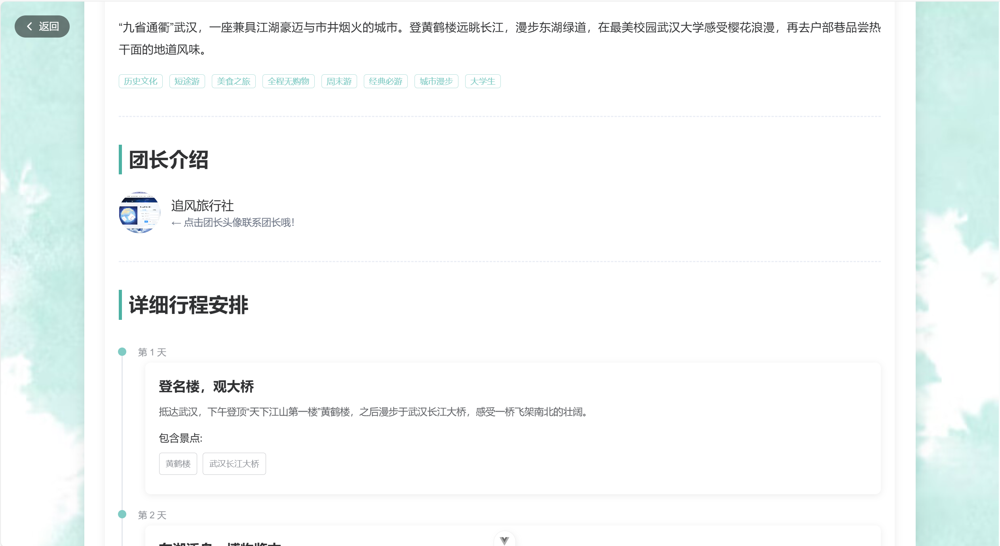 返回
“九省通衢”武汉，一座兼具江湖豪迈与市井烟火的城市。登黄鹤楼远眺长江，漫步东湖绿道，在最美校园武汉大学感受樱花浪漫，再去户部巷品尝热
干面的地道风味。
历史文化 短途游 美食之旅 全程无购物 周末游 经典必游 城市漫步 大学生
团长介绍
追风旅行社
← 点击团长头像联系团长哦！
详细行程安排
第 1 天
登名楼，观大桥
抵达武汉，下午登顶“天下江山第一楼”黄鹤楼，之后漫步于武汉长江大桥，感受一桥飞架南北的壮阔。
包含景点:
黄鹤楼 武汉长江大桥
第 2 天